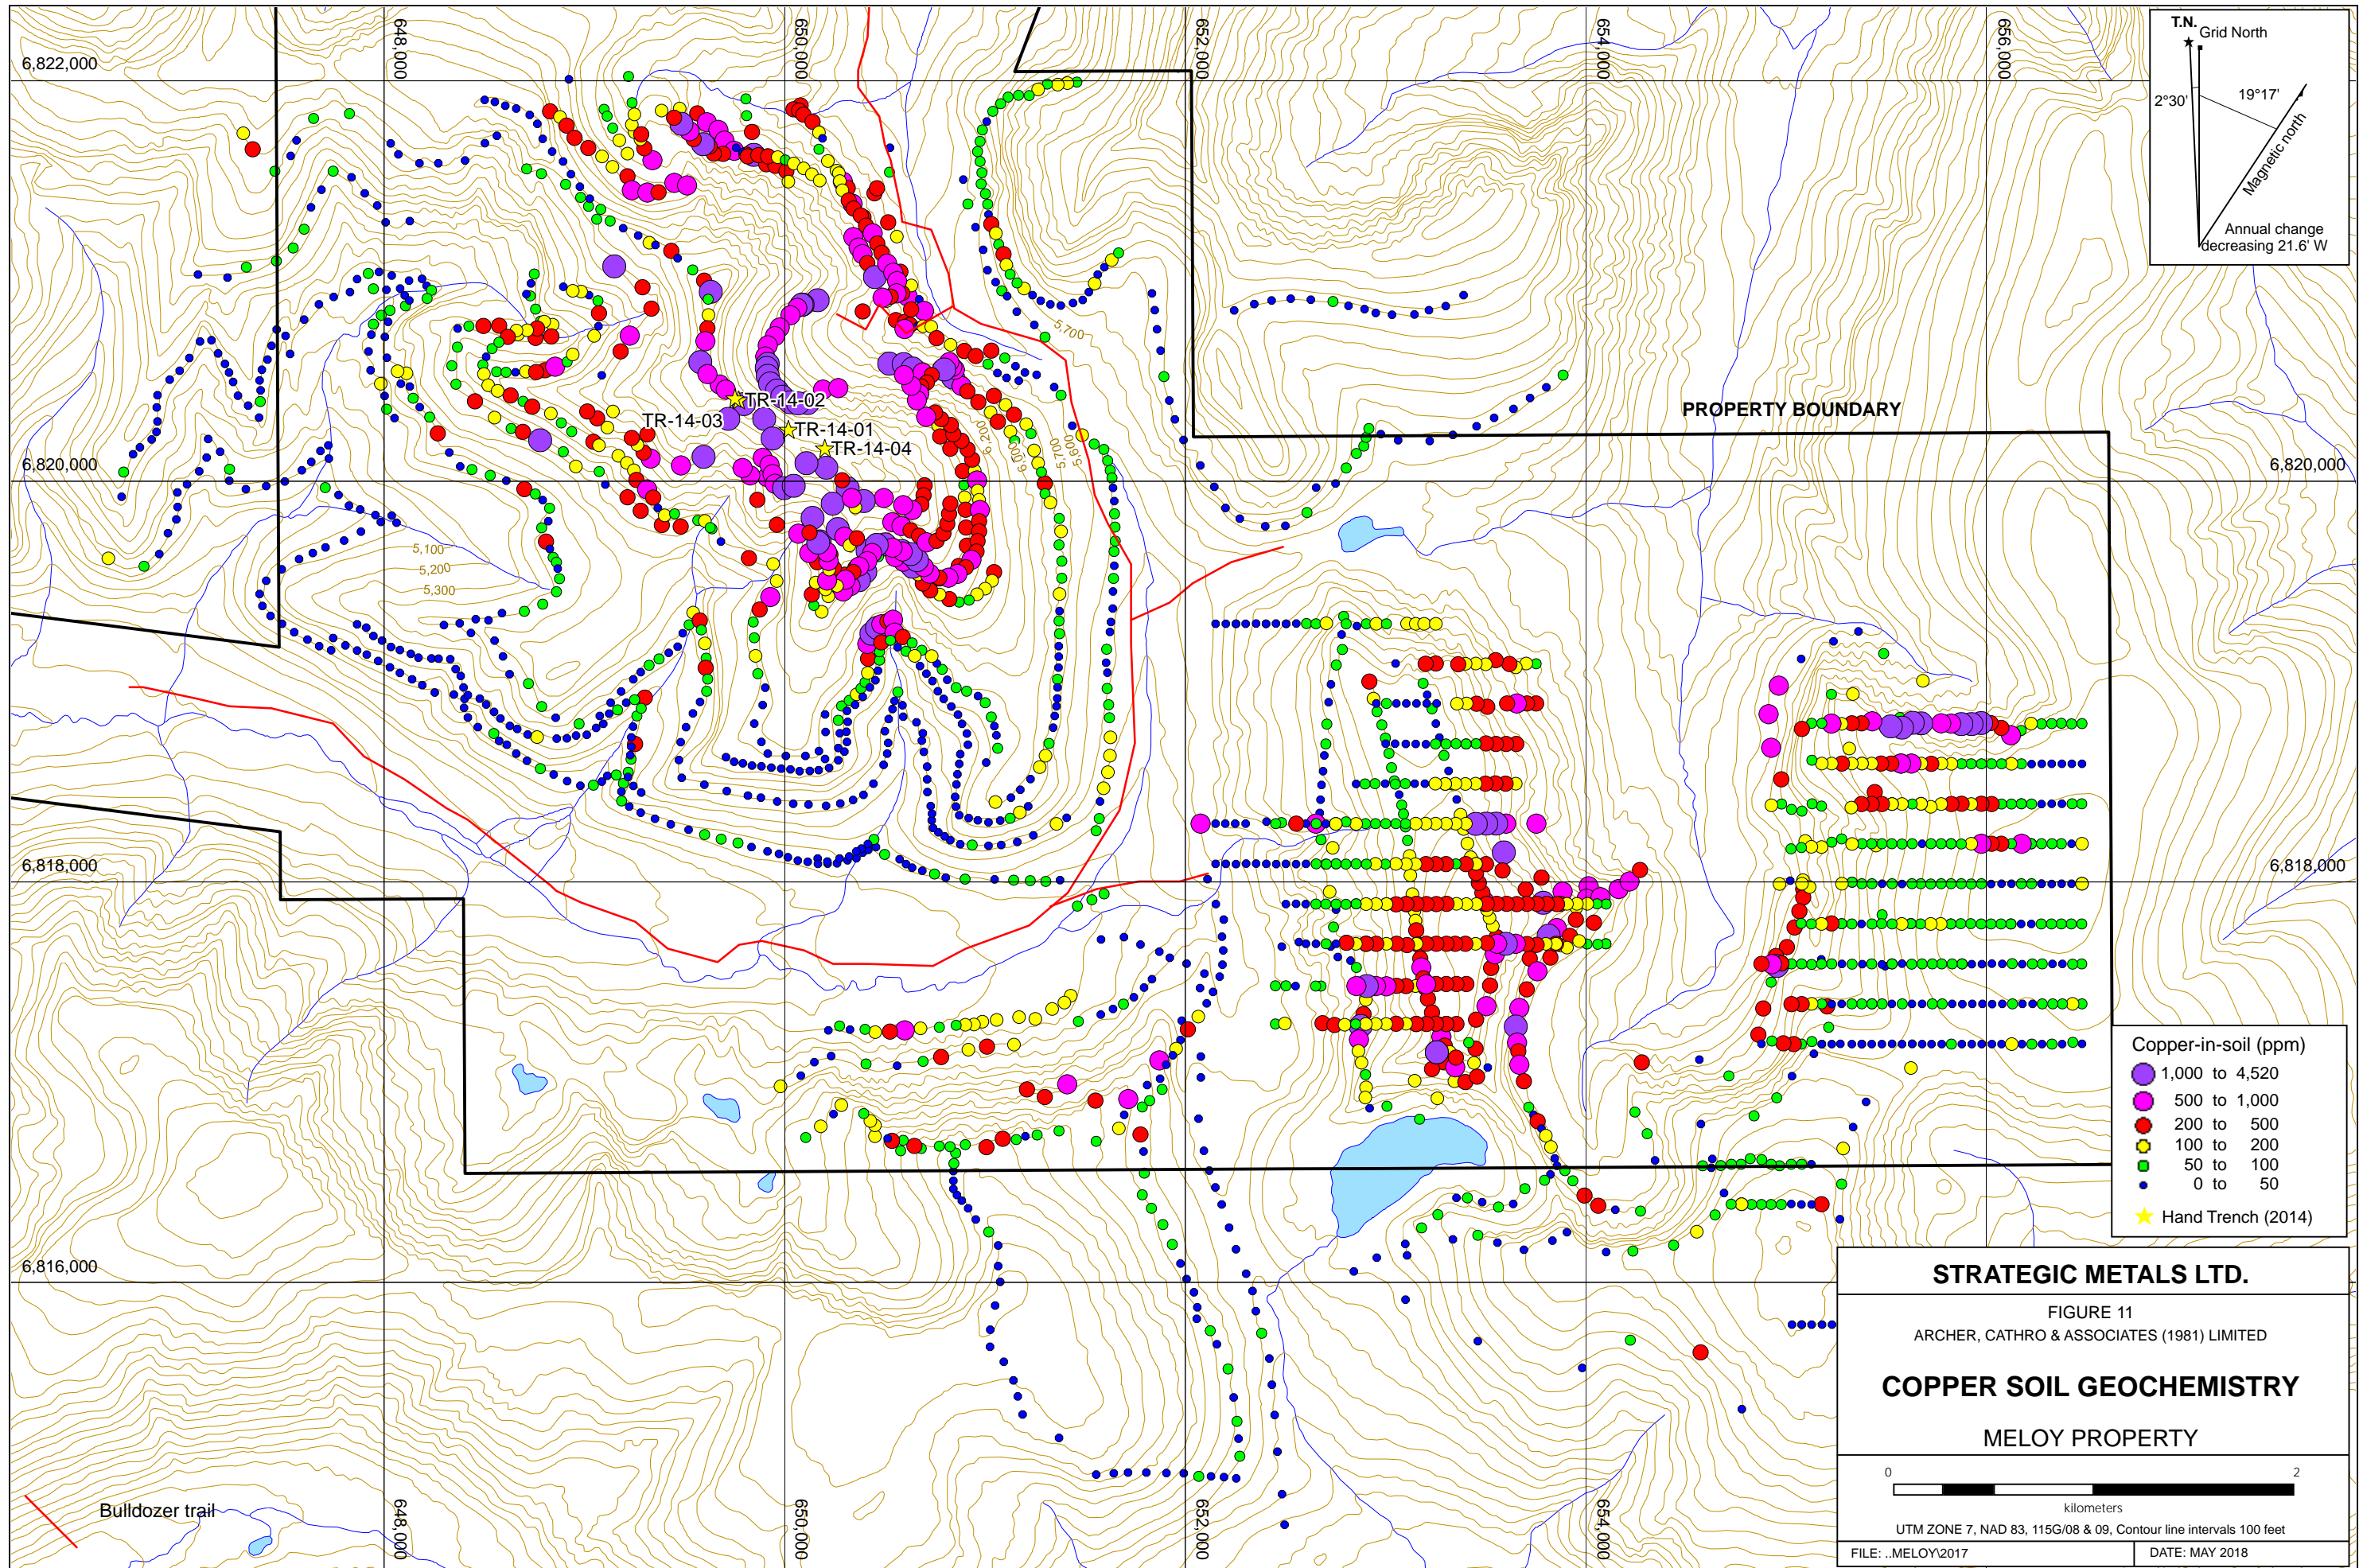 648,000
650,000
652,000
654,000
656,000
T.N.
Grid North
2°30'
19°17'
Magnetic north
Annual change
decreasing 21.6' W
6,822,000
5,700
PROPERTY BOUNDARY
TR-14-02
TR-14-03
TR-14-01
TR-14-04
6,200
6,000
5,700
5,600
6,820,000
6,820,000
5,100
5,200
5,300
6,818,000
6,818,000
Copper-in-soil (ppm)
1,000 to 4,520
500 to 1,000
200 to 500
100 to 200
50 to 100
0 to 50
Hand Trench (2014)
6,816,000
STRATEGIC METALS LTD.
FIGURE 11
ARCHER, CATHRO & ASSOCIATES (1981) LIMITED
COPPER SOIL GEOCHEMISTRY
MELOY PROPERTY
0 2
kilometers
UTM ZONE 7, NAD 83, 115G/08 & 09, Contour line intervals 100 feet
FILE: ..MELOY\2017
DATE: MAY 2018
Bulldozer trail
648,000
650,000
652,000
654,000